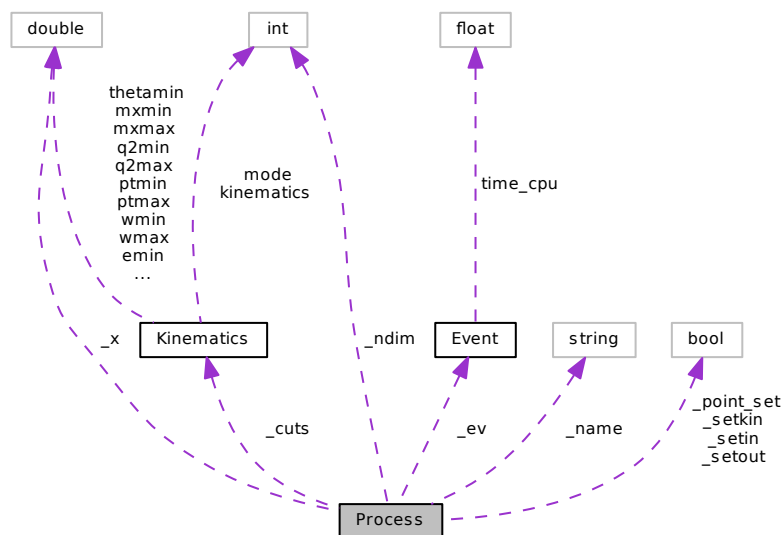 double
int
float
thetamin
mxmin
mxmax
q2min
q2max
ptmin
ptmax
wmin
wmax
emin
...
mode
kinematics
time_cpu
_x
Kinematics
_ndim
Event
string
bool
_cuts
_ev
_name
_point_set
_setkin
_setin
_setout
Process